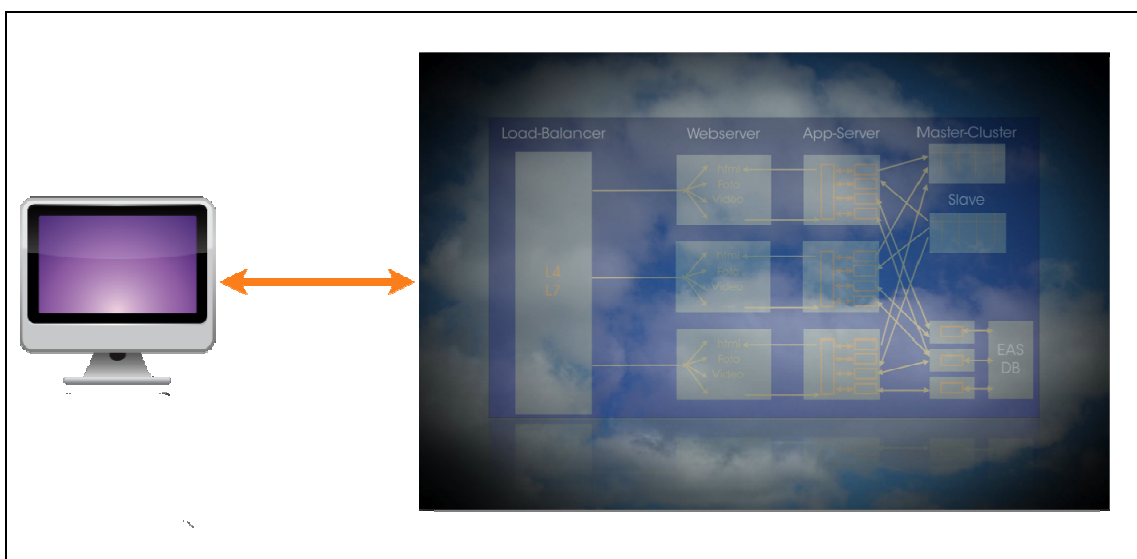 Load-Balancer
Webserver
App-Server
Master-Cluster
html
Foto
Video
Slave
L4
L7
html
Foto
Video
html
Foto
Video
EAS
DB